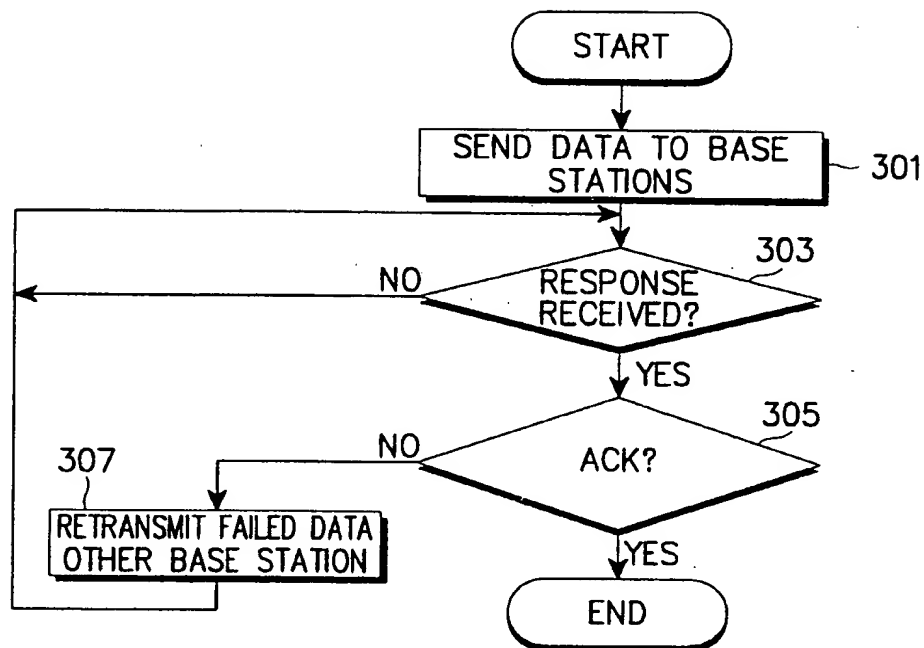 START
SEND DATA TO BASE
STATIONS
301
303
NO
RESPONSE
RECEIVED?
YES
305
NO
ACK?
307
RETRANSMIT FAILED DATA
OTHER BASE STATION
YES
END